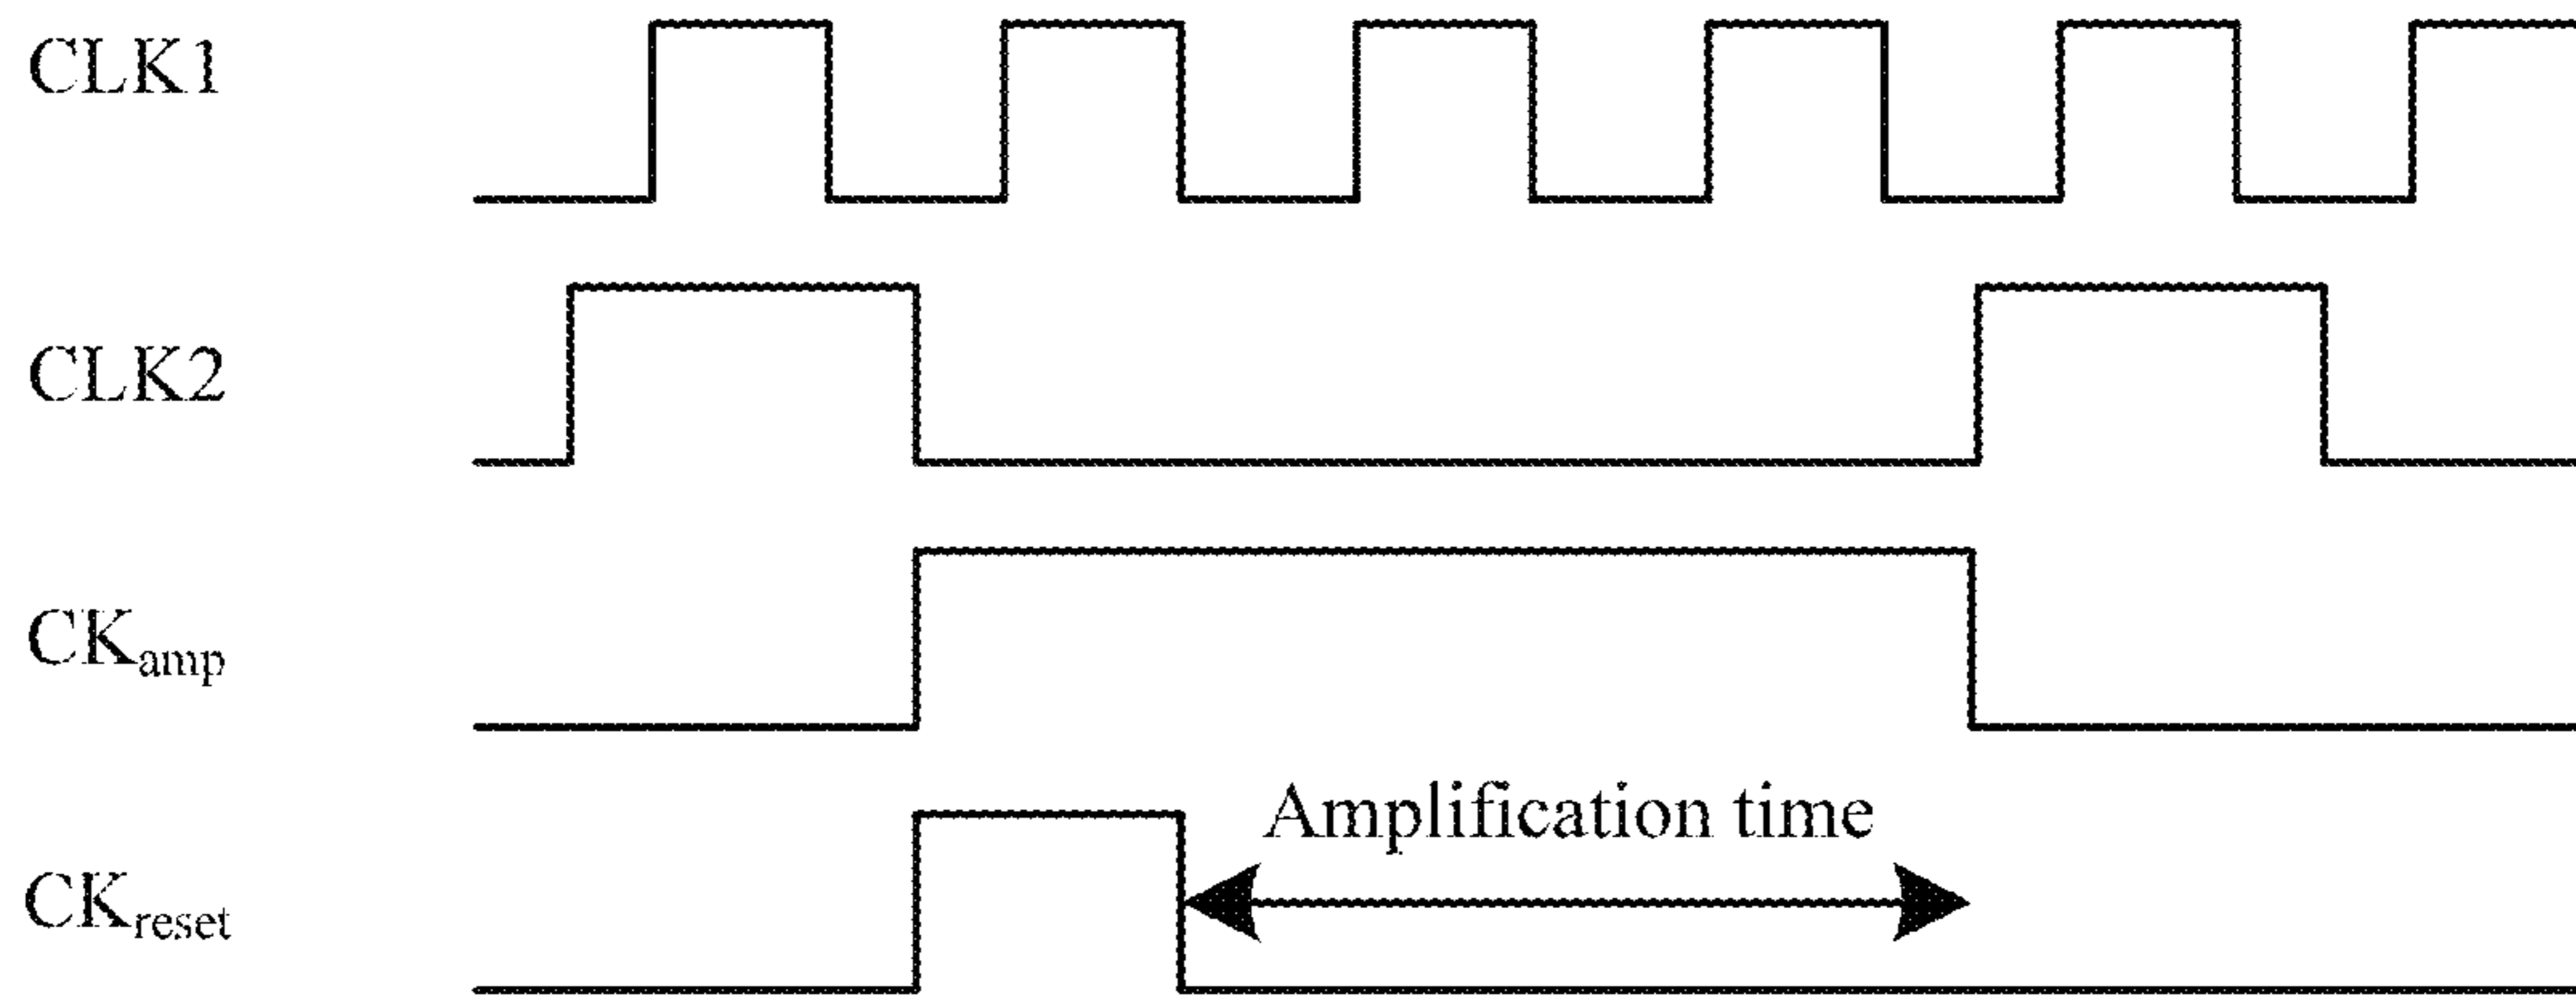 CLK1
CLK2
CKamp
Amplification time
CKreset